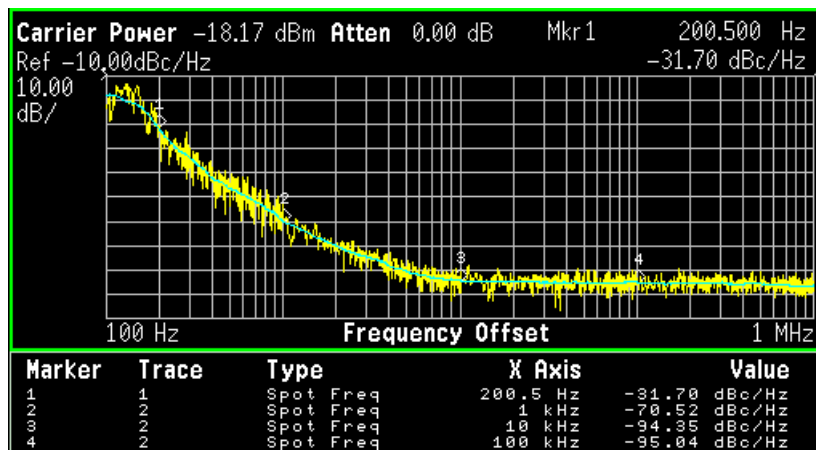 Carrier Power -18.17 dBm Atten 0.00 dB Mkr1 200.500 Hz
Ref -10.00dBc/Hz -31.70 dBc/Hz
10.00
dB/
1
2
3 4
100 Hz Frequency Offset 1 MHz
Marker Trace Type X Axis Value
1 1 Spot Freq 200.5 Hz -31.70 dBc/Hz
2 2 Spot Freq 1 kHz -70.52 dBc/Hz
3 2 Spot Freq 10 kHz -94.35 dBc/Hz
4 2 Spot Freq 100 kHz -95.04 dBc/Hz